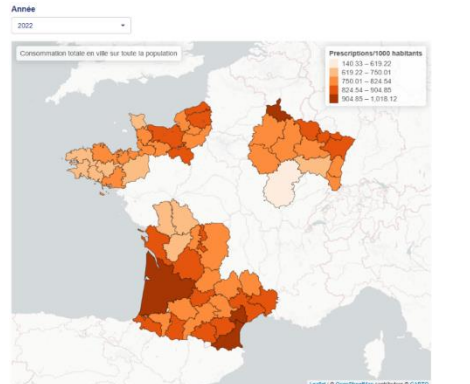 Année
2022
Consommation totale en ville sur toute la population
Prescriptions/1000 habitants
140.33 – 619.22
619.22 – 750.01
750.01 – 824.54
824.54 – 904.85
904.85 – 1,018.12